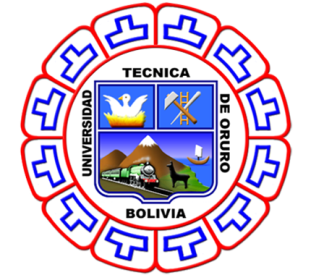 UNIVERSIDAD
TECNICA
DE ORURO
BOLIVIA